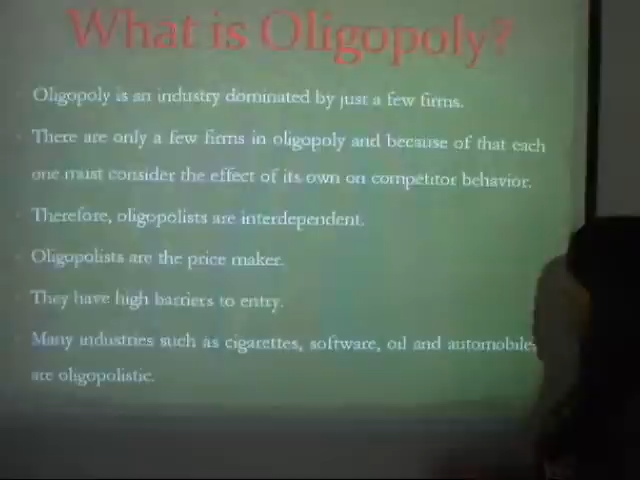 What is Oligopoly?
Oligopoly is an industry dominated by just a few firms.
There are only a few firms in oligopoly and because of that each
one must consider the effect of its own on competitor behavior.
Therefore, oligopolists are interdependent.
Oligopolists are the price maker.
They have high barriers to entry.
Many industries such as cigarettes, software, oil and automobile,
are oligopolistic.